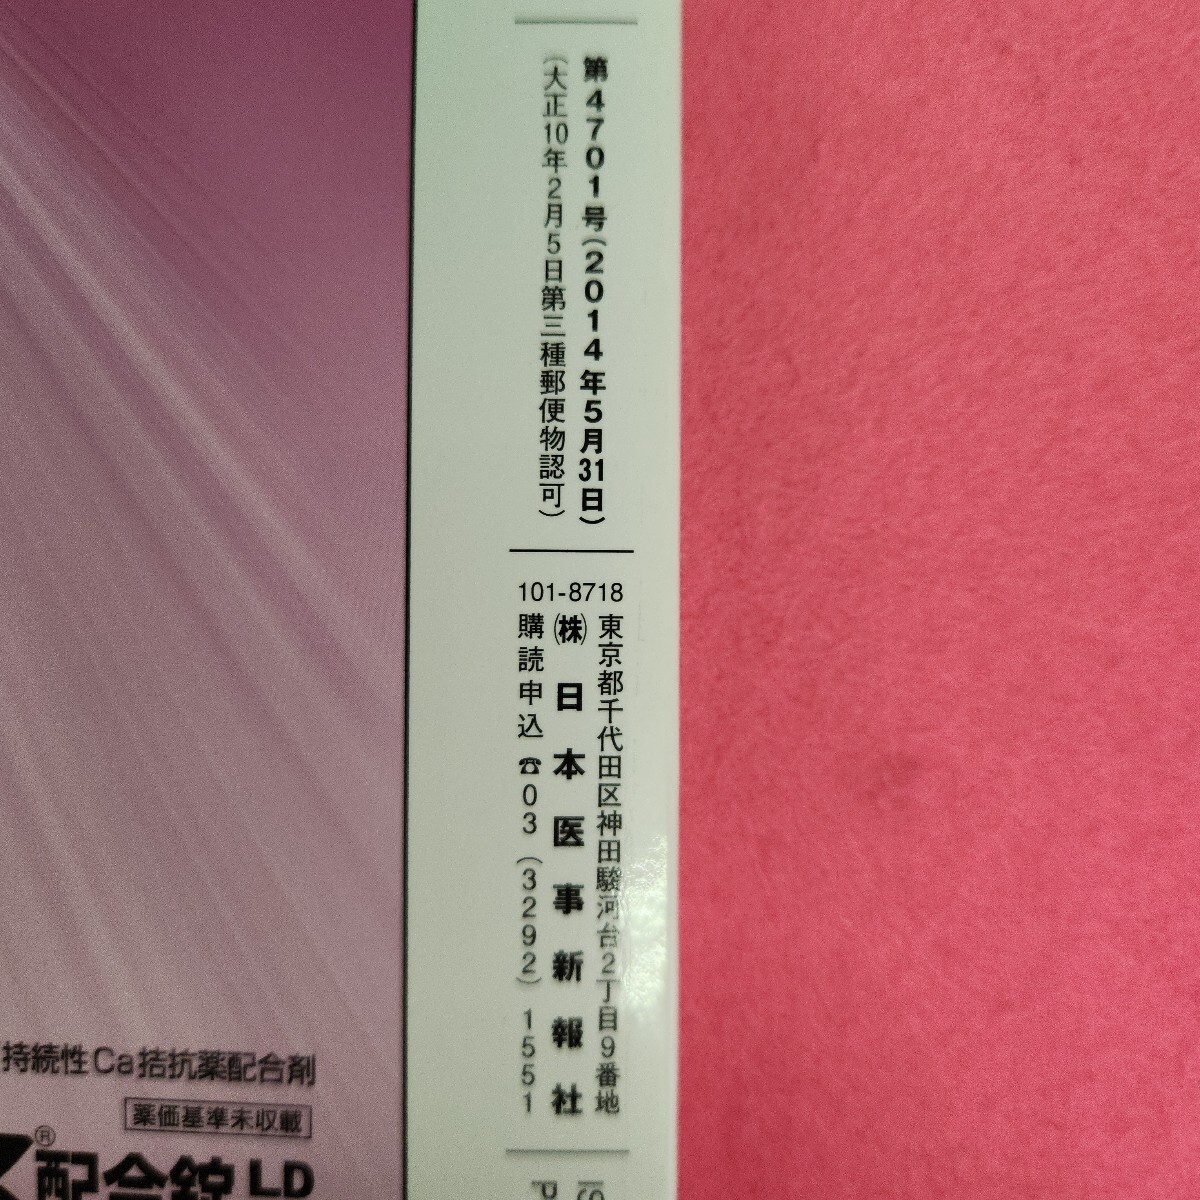 第4701号(2014年5月31日)
(大正10年2月5日第三種郵便物認可)
101-8718
東京都千代田区神田駿河台2丁目9番地
㈱ 日本医事新報社
購読申込 ☎03(3292)1551
持続性Ca拮抗薬配合剤
薬価基準未収載
®配合錠LD